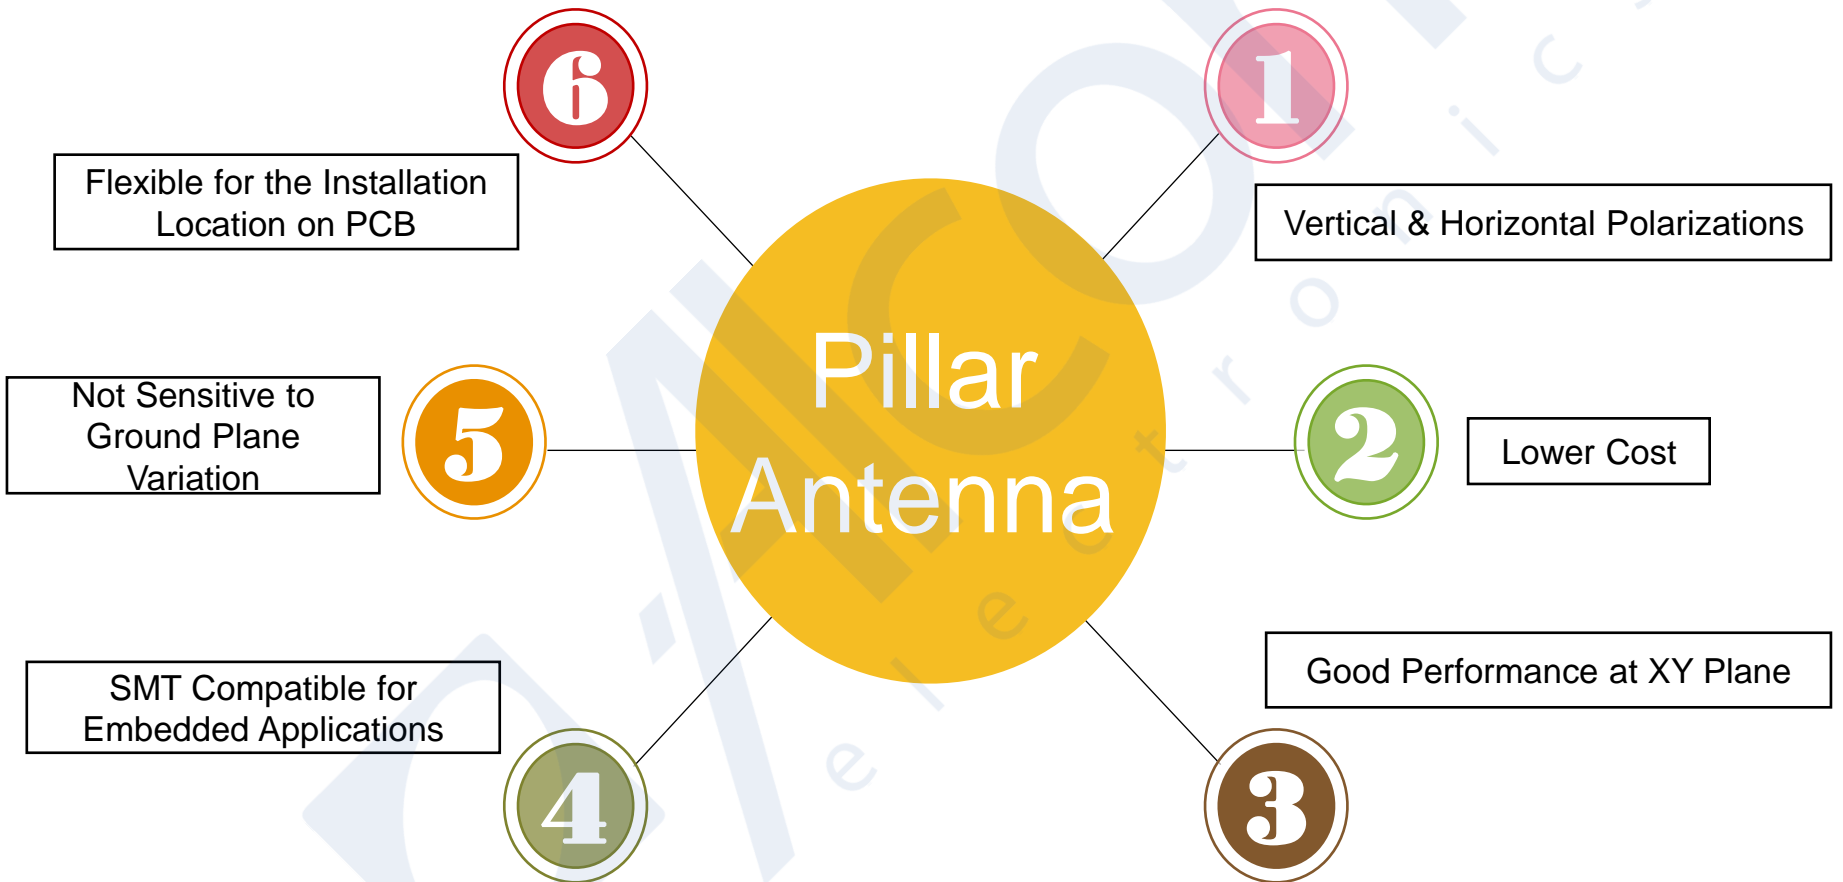 6
1
Flexible for the Installation
Location on PCB
Vertical & Horizontal Polarizations
Pillar
Antenna
Not Sensitive to
Ground Plane
Variation
5
2
Lower Cost
SMT Compatible for
Embedded Applications
Good Performance at XY Plane
4
3
electronics